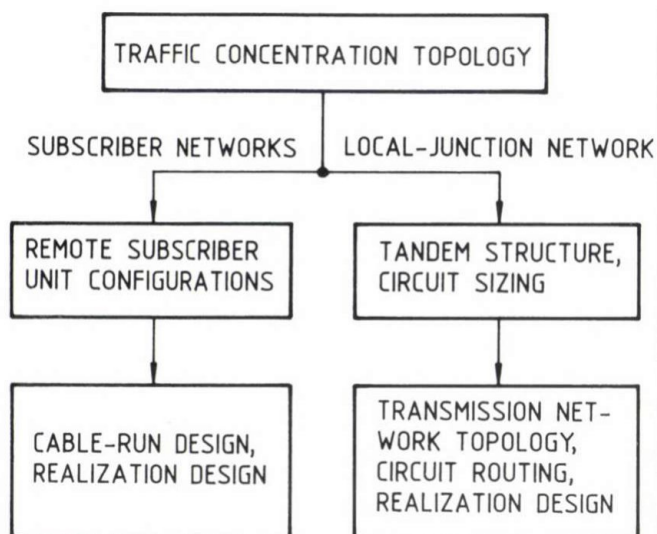 TRAFFIC CONCENTRATION TOPOLOGY
SUBSCRIBER NETWORKS
LOCAL-JUNCTION NETWORK
REMOTE SUBSCRIBER
UNIT CONFIGURATIONS
TANDEM STRUCTURE,
CIRCUIT SIZING
CABLE-RUN DESIGN,
REALIZATION DESIGN
TRANSMISSION NET-
WORK TOPOLOGY,
CIRCUIT ROUTING,
REALIZATION DESIGN